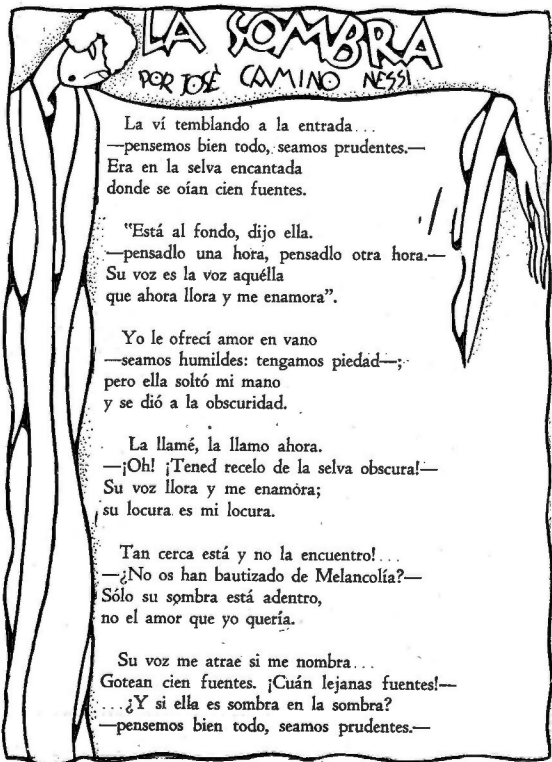 LA SOMBRA
POR JOSÈ CAMINO NESSI
La ví temblando a la entrada...
—pensemos bien todo, seamos prudentes.—
Era en la selva encantada
donde se oían cien fuentes.
"Está al fondo, dijo ella.
—pensadlo una hora, pensadlo otra hora.—
Su voz es la voz aquélla
que ahora llora y me enamora".
Yo le ofrecí amor en vano
—seamos humildes: tengamos piedad—;
pero ella soltó mi mano
y se dió a la obscuridad.
La llamé, la llamo ahora.
—¡Oh! ¡Tened recelo de la selva obscura!—
Su voz llora y me enamora;
su locura es mi locura.
Tan cerca está y no la encuentro!...
—¿No os han bautizado de Melancolía?—
Sólo su sombra está adentro,
no el amor que yo quería.
Su voz me atrae si me nombra...
Gotean cien fuentes. ¡Cuán lejanas fuentes!—
...¿Y si ella es sombra en la sombra?
—pensemos bien todo, seamos prudentes.—